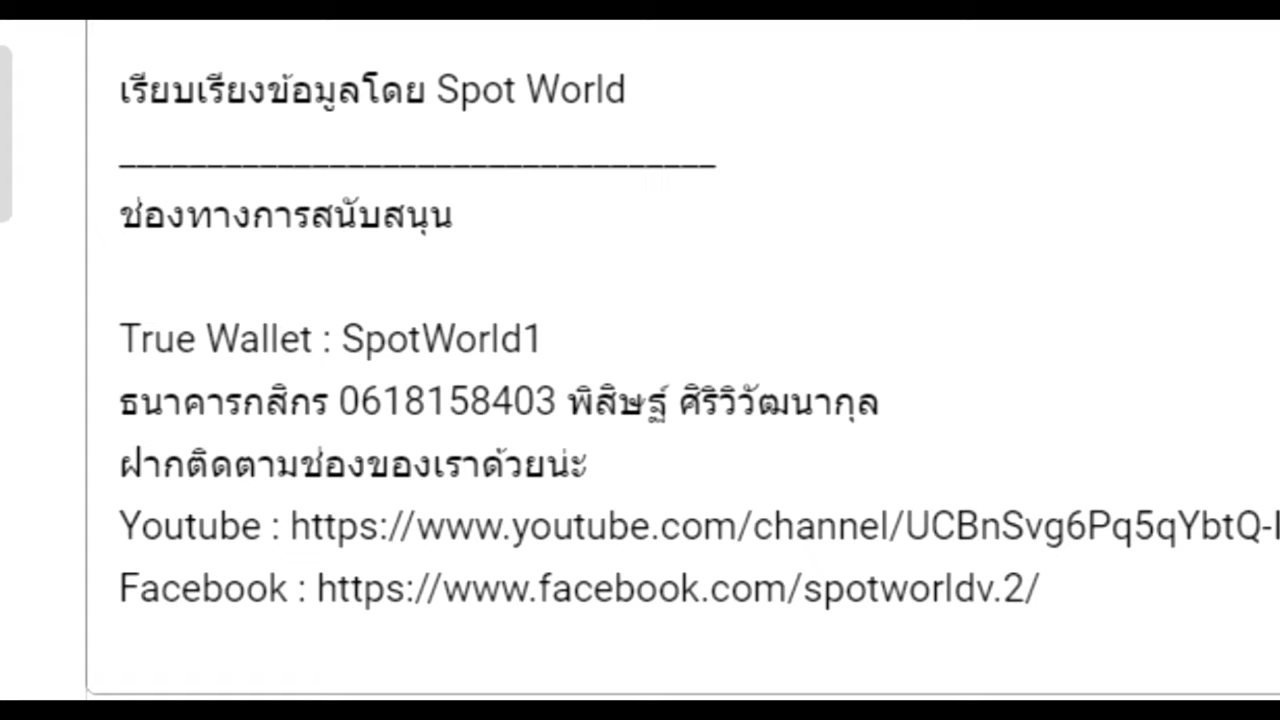 เรียบเรียงข้อมูลโดย Spot World
__________________________________
ช่องทางการสนับสนุน
True Wallet : SpotWorld1
ธนาคารกสิกร 0618158403 พิสิษฐ์ ศิริวิวัฒนากุล
ฝากติดตามช่องของเราด้วยน่ะ
Youtube : https://www.youtube.com/channel/UCBnSvg6Pq5qYbtQ-
Facebook : https://www.facebook.com/spotworldv.2/